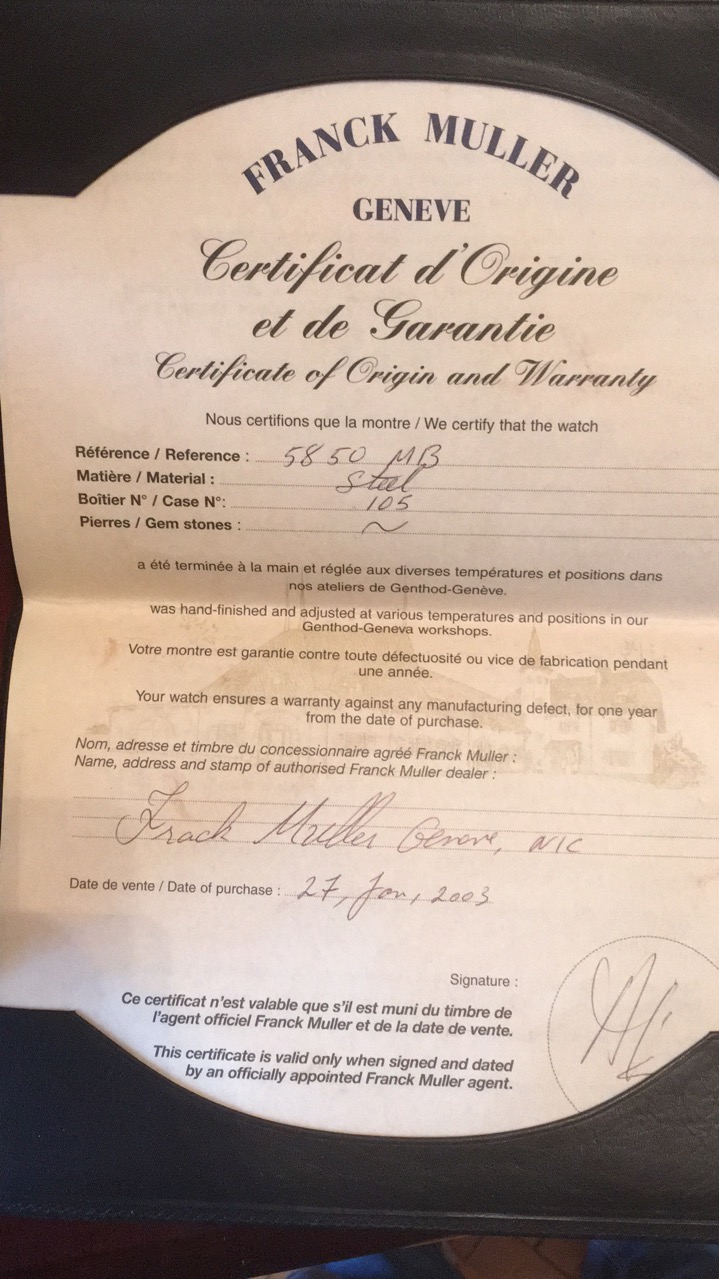 FRANCK MULLER
GENEVE
Certificat d'Origine
et de Garantie
Certificate of Origin and Warranty
Nous certifions que la montre / We certify that the watch
Référence / Reference : 5850 MB
Matière / Material : Steel
Boîtier N° / Case N°: 105
Pierres / Gem stones : ~
a été terminée à la main et réglée aux diverses températures et positions dans
nos ateliers de Genthod-Genève.
was hand-finished and adjusted at various temperatures and positions in our
Genthod-Geneva workshops.
Votre montre est garantie contre toute défectuosité ou vice de fabrication pendant
une année.
Your watch ensures a warranty against any manufacturing defect, for one year
from the date of purchase.
Nom, adresse et timbre du concessionnaire agréé Franck Muller :
Name, address and stamp of authorised Franck Muller dealer :
Frack Muller Geneve,
Date de vente / Date of purchase : 27, Jan, 2003
Signature :
Ce certificat n'est valable que s'il est muni du timbre de
l'agent officiel Franck Muller et de la date de vente.
This certificate is valid only when signed and dated
by an officially appointed Franck Muller agent.